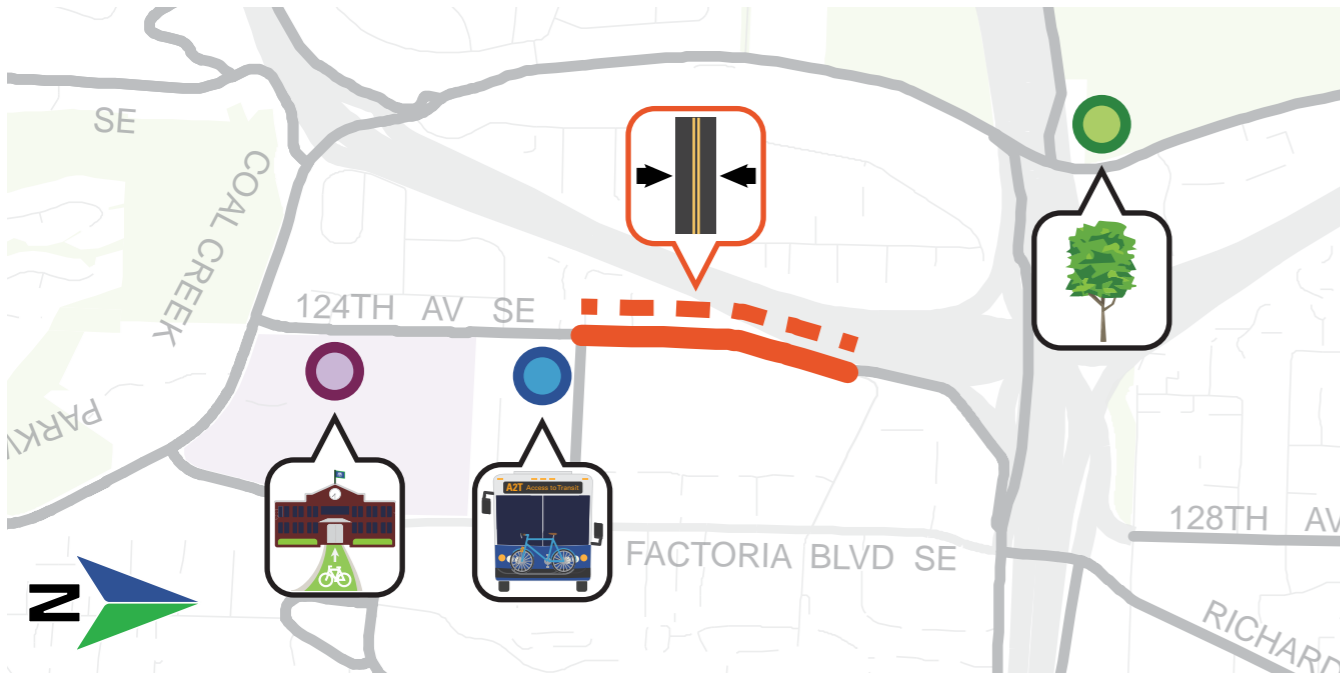 SE
COAL CREEK
PARKW
124TH AV SE
A2T Access to Transit
FACTORIA BLVD SE
128TH AV
RICHARD
N